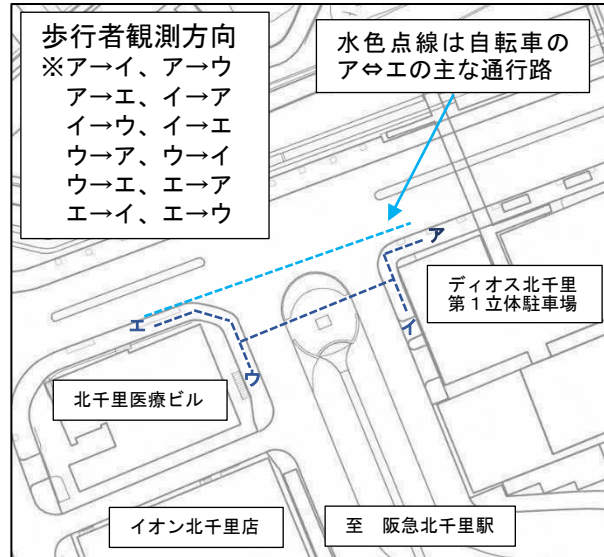 歩行者観測方向
※ア→イ、ア→ウ
ア→エ、イ→ア
イ→ウ、イ→エ
ウ→ア、ウ→イ
ウ→エ、エ→ア
エ→イ、エ→ウ
水色点線は自転車の
ア⇔エの主な通行路
ア
ディオス北千里
第１立体駐車場
イ
エ
ウ
北千里医療ビル
イオン北千里店
至　阪急北千里駅